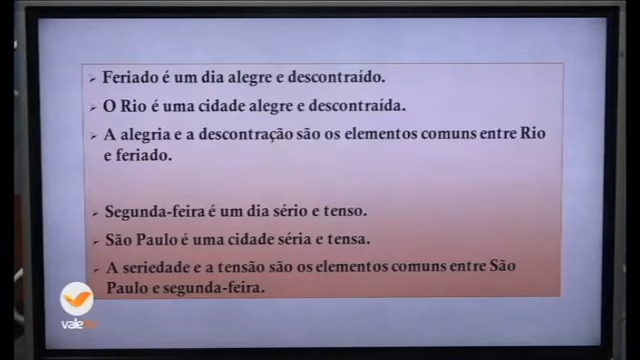 Feriado é um dia alegre e descontraído.
O Rio é uma cidade alegre e descontraída.
A alegria e a descontração são os elementos comuns entre Rio
e feriado.
Segunda-feira é um dia sério e tenso.
São Paulo é uma cidade séria e tensa.
A seriedade e a tensão são os elementos comuns entre São
Paulo e segunda-feira.
vale